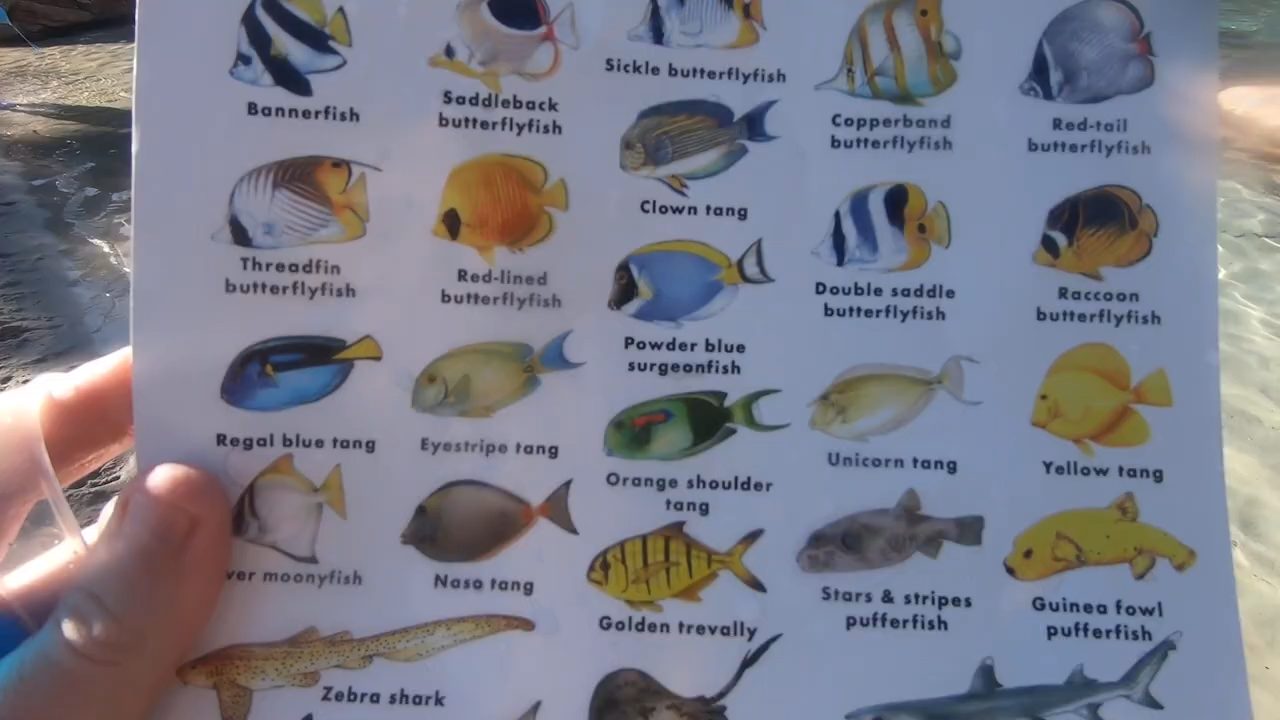 Bannerfish
Saddleback
butterflyfish
Sickle butterflyfish
Copperband
butterflyfish
Red-tail
butterflyfish
Threadfin
butterflyfish
Red-lined
butterflyfish
Clown tang
Double saddle
butterflyfish
Raccoon
butterflyfish
Regal blue tang
Eyestripe tang
Powder blue
surgeonfish
Unicorn tang
Yellow tang
ver moonyfish
Naso tang
Orange shoulder
tang
Stars & stripes
pufferfish
Guinea fowl
pufferfish
Golden trevally
Zebra shark